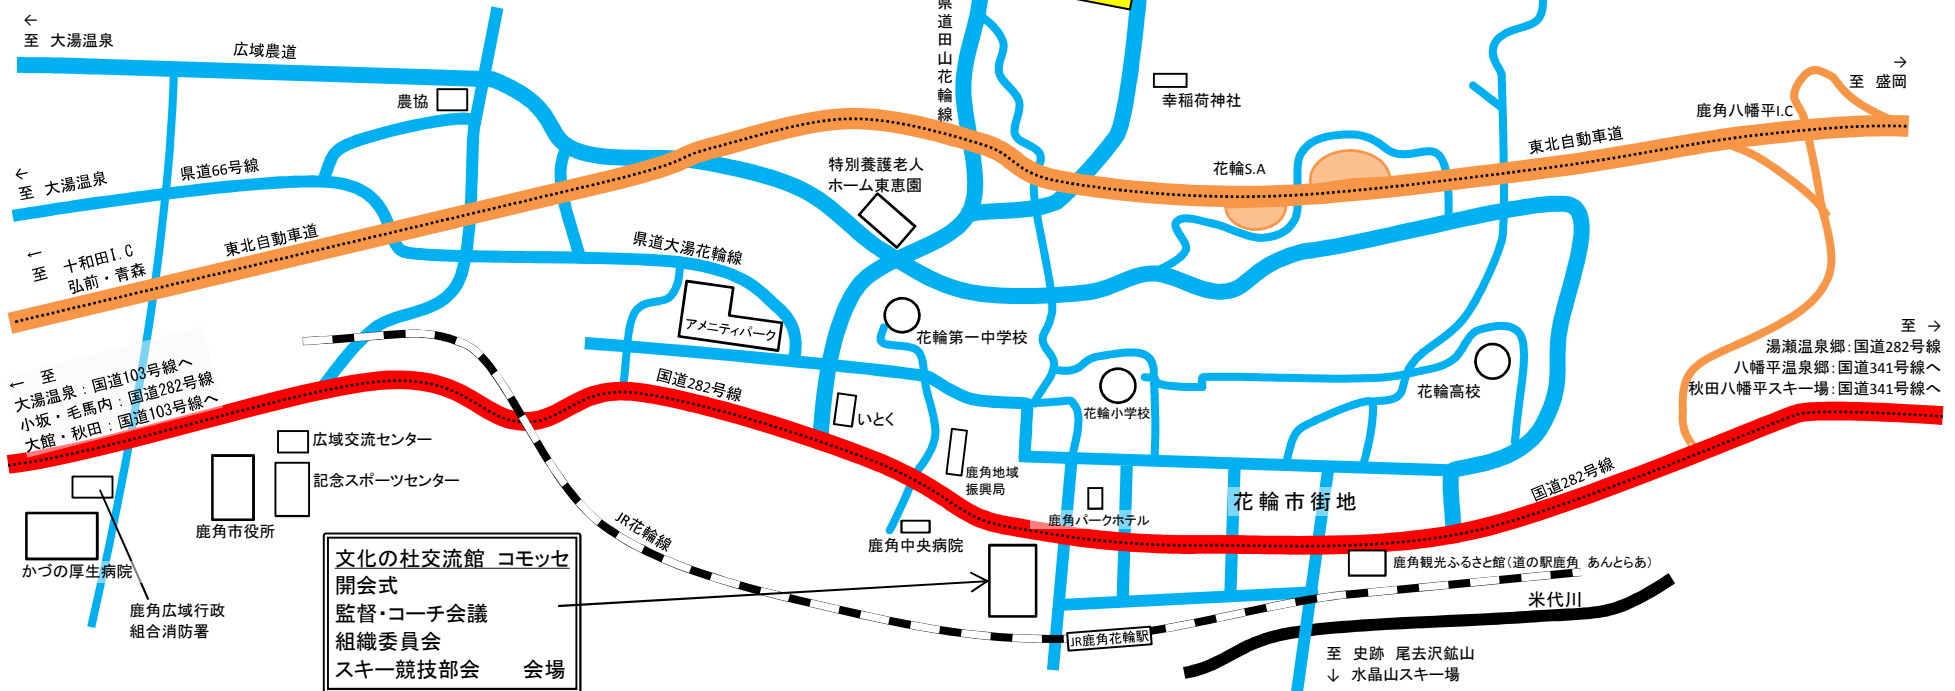 ←
至 大湯温泉
広域農道
県道田山花輪線
農協
幸稲荷神社
→
至 盛岡
鹿角八幡平I.C
東北自動車道
←
至 大湯温泉
県道66号線
特別養護老人
ホーム東恵園
花輪S.A
東北自動車道
←
至 十和田I.C
弘前・青森
県道大湯花輪線
アメニティパーク
花輪第一中学校
至 →
湯瀬温泉郷：国道282号線
八幡平温泉郷：国道341号線へ
秋田八幡平スキー場：国道341号線へ
← 至
大湯温泉：国道103号線へ
小坂・毛馬内：国道282号線
大館・秋田：国道103号線へ
国道282号線
いとく
花輪小学校
花輪高校
広域交流センター
記念スポーツセンター
鹿角市役所
鹿角地域
振興局
鹿角パークホテル
花輪市街地
国道282号線
JR花輪線
鹿角中央病院
かづの厚生病院
鹿角広域行政
組合消防署
文化の杜交流館 コモッセ
開会式
監督・コーチ会議
組織委員会
スキー競技部会 会場
鹿角観光ふるさと館（道の駅鹿角 あんとらあ）
米代川
JR鹿角花輪駅
至 史跡 尾去沢鉱山
↓ 水晶山スキー場